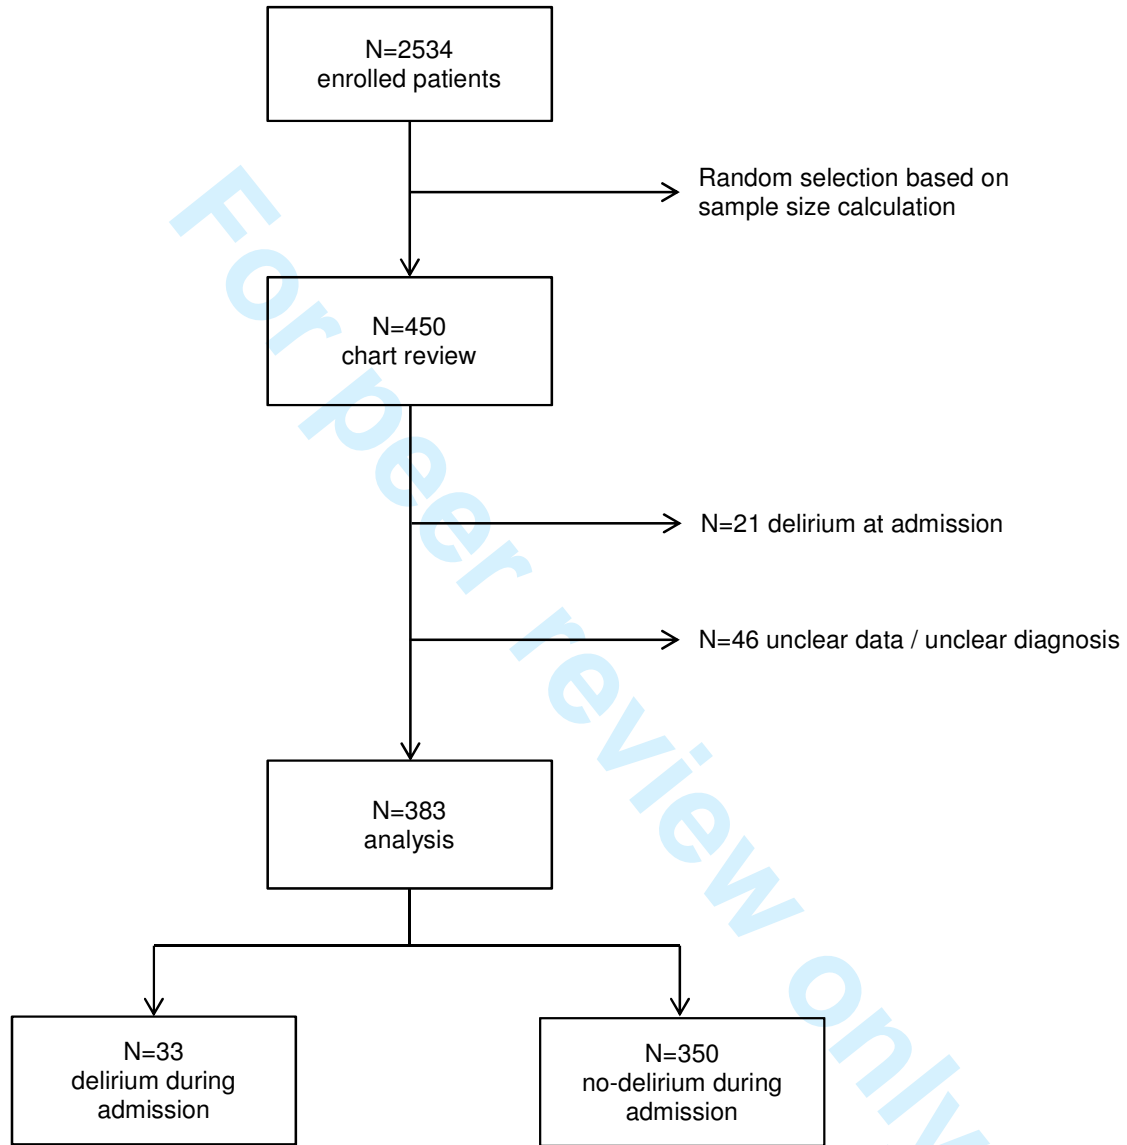 N=2534
enrolled patients
Random selection based on
sample size calculation
N=450
chart review
N=21 delirium at admission
N=46 unclear data / unclear diagnosis
N=383
analysis
N=33
delirium during
admission
N=350
no-delirium during
admission
For peer review only